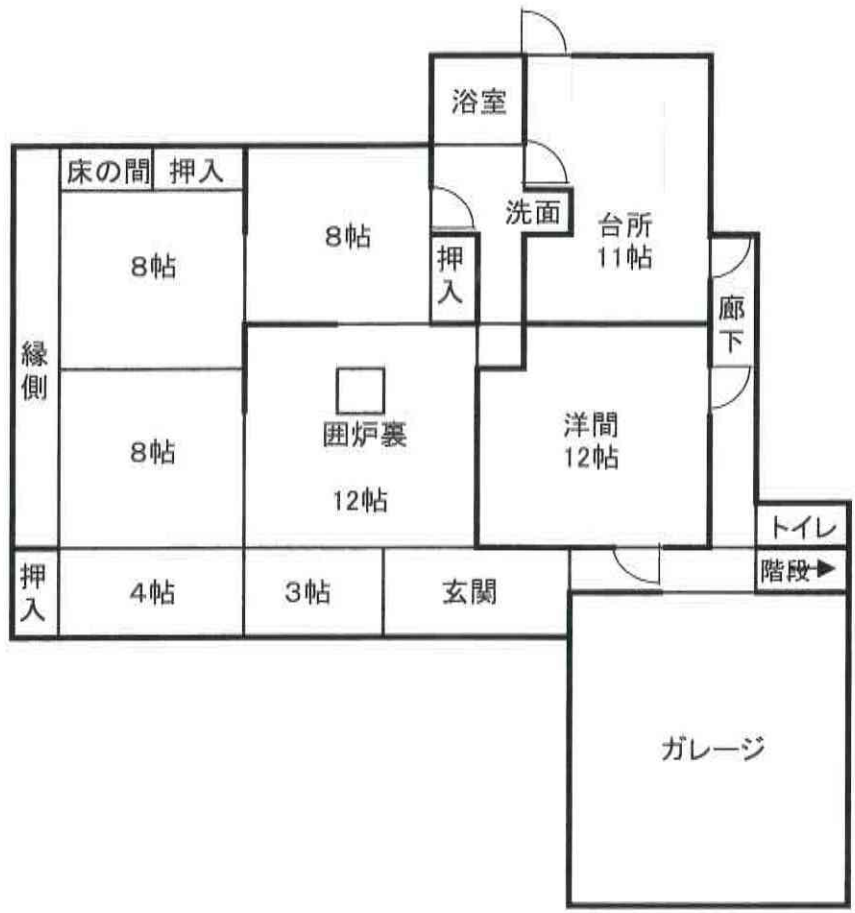 浴室
床の間
押入
8帖
8帖
洗面
台所
11帖
押入
廊下
縁側
囲炉裏
12帖
8帖
洋間
12帖
トイレ
階段
押入
4帖
3帖
玄関
ガレージ